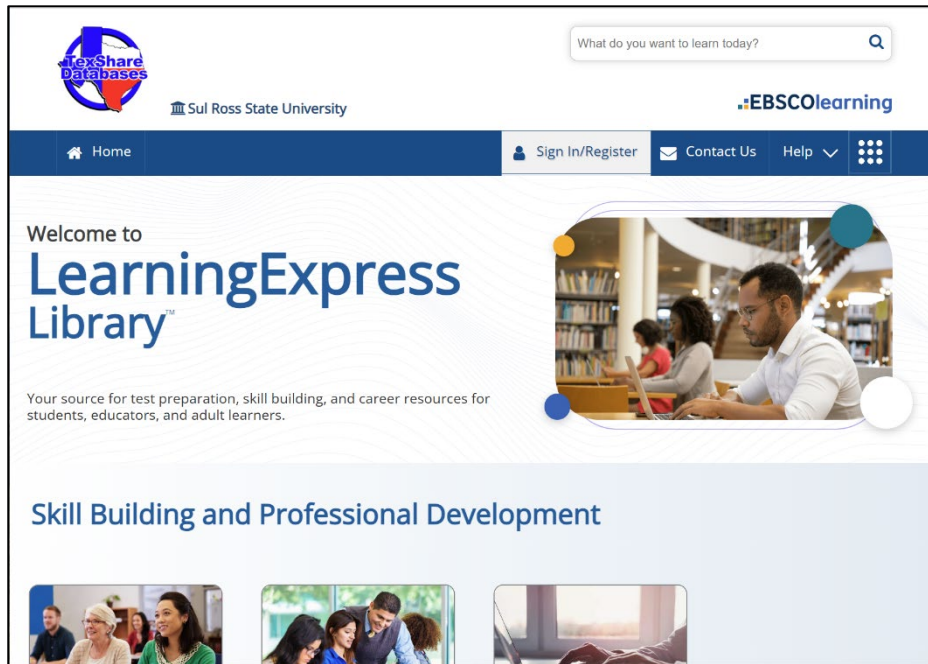 TexShare
Databases
What do you want to learn today?
Sul Ross State University
EBSCOlearning
Home
Sign In/Register
Contact Us
Help
Welcome to
LearningExpress
Library™
Your source for test preparation, skill building, and career resources for
students, educators, and adult learners.
Skill Building and Professional Development